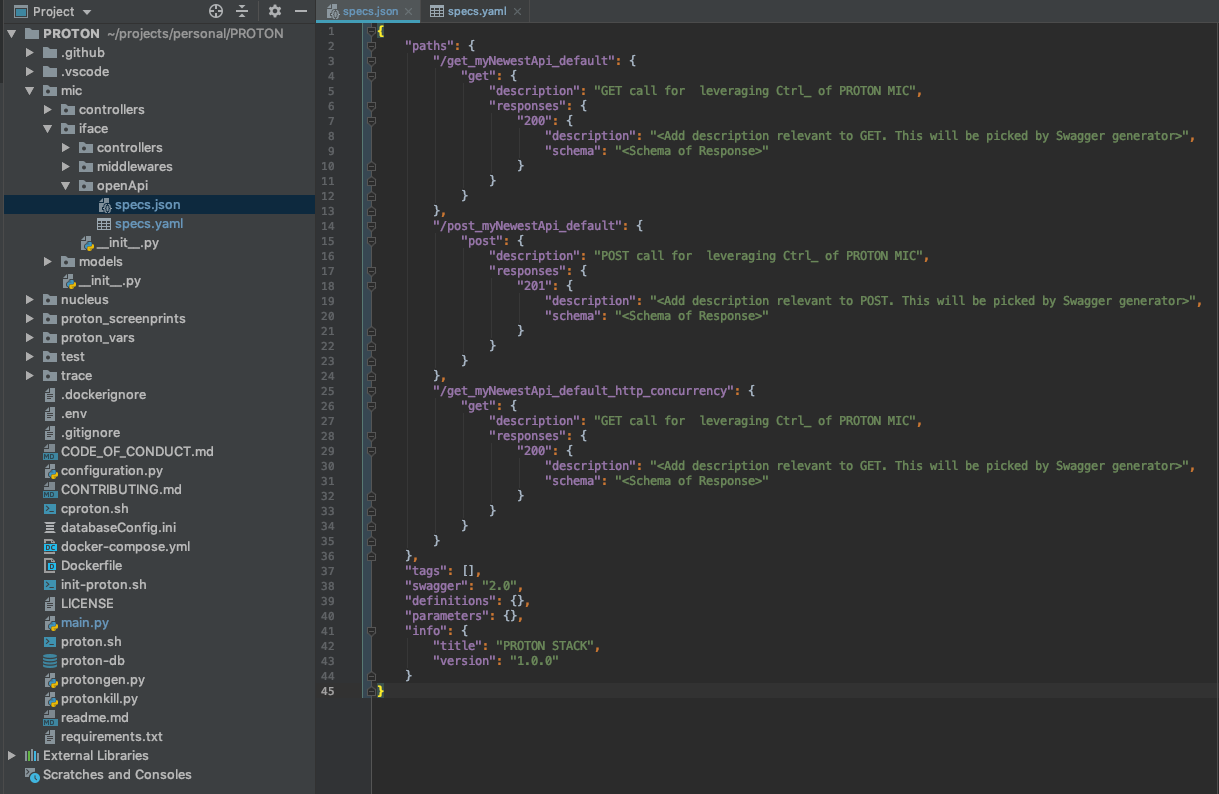 Project
PROTON ~/projects/personal/PROTON
.github
.vscode
mic
controllers
iface
controllers
middlewares
openApi
specs.json
specs.yaml
__init__.py
models
__init__.py
nucleus
proton_screenprints
proton_vars
test
trace
.dockerignore
.env
.gitignore
CODE_OF_CONDUCT.md
configuration.py
CONTRIBUTING.md
cproton.sh
databaseConfig.ini
docker-compose.yml
Dockerfile
init-proton.sh
LICENSE
main.py
proton.sh
proton-db
protongen.py
protonkill.py
readme.md
requirements.txt
External Libraries
Scratches and Consoles
specs.json specs.yaml
1 {
2 "paths": {
3 "/get_myNewestApi_default": {
4 "get": {
5 "description": "GET call for  leveraging Ctrl_ of PROTON MIC",
6 "responses": {
7 "200": {
8 "description": "<Add description relevant to GET. This will be picked by Swagger generator>",
9 "schema": "<Schema of Response>"
10 }
11 }
12 }
13 },
14 "/post_myNewestApi_default": {
15 "post": {
16 "description": "POST call for  leveraging Ctrl_ of PROTON MIC",
17 "responses": {
18 "201": {
19 "description": "<Add description relevant to POST. This will be picked by Swagger generator>",
20 "schema": "<Schema of Response>"
21 }
22 }
23 }
24 },
25 "/get_myNewestApi_default_http_concurrency": {
26 "get": {
27 "description": "GET call for  leveraging Ctrl_ of PROTON MIC",
28 "responses": {
29 "200": {
30 "description": "<Add description relevant to GET. This will be picked by Swagger generator>",
31 "schema": "<Schema of Response>"
32 }
33 }
34 }
35 }
36 },
37 "tags": [],
38 "swagger": "2.0",
39 "definitions": {},
40 "parameters": {},
41 "info": {
42 "title": "PROTON STACK",
43 "version": "1.0.0"
44 }
45 }